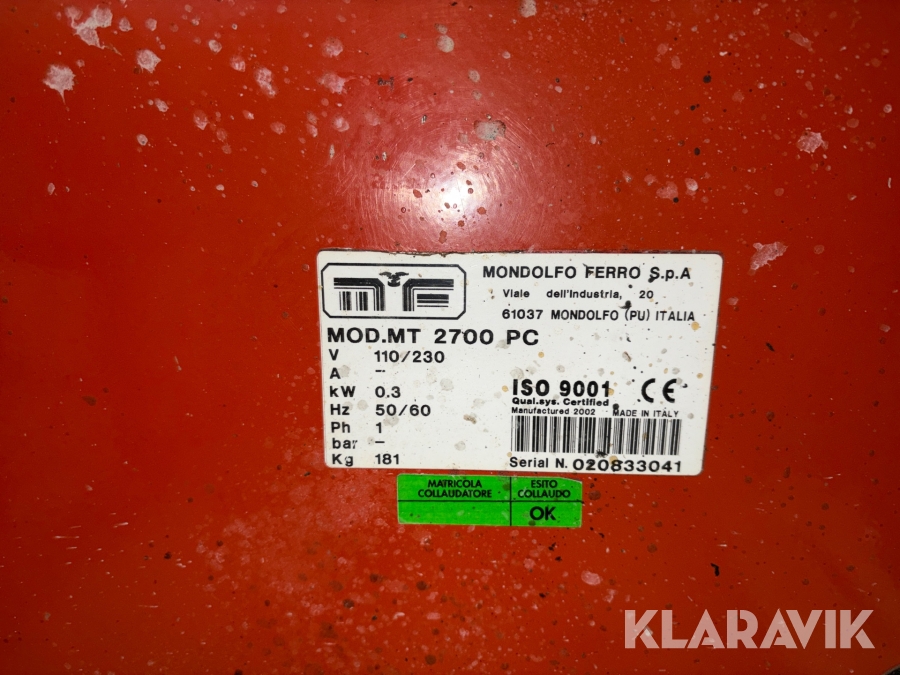 MF
MONDOLFO FERRO S.p.A
Viale dell'Industria, 20
61037 MONDOLFO (PU) ITALIA
MOD.MT 2700 PC
V 110/230
A -
kW 0.3
Hz 50/60
Ph 1
bar -
Kg 181
ISO 9001 CE
Qual.sys. Certified
Manufactured 2002 MADE IN ITALY
Serial N. 020833041
MATRICOLA
COLLAUDATORE
ESITO
COLLAUDO
OK
KLARAVIK